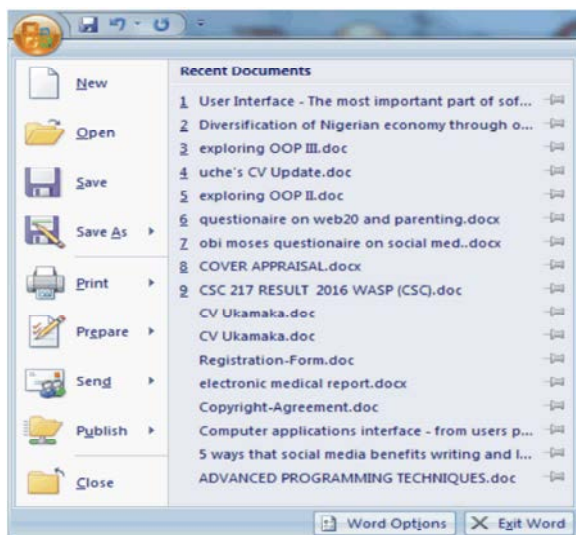 New
Open
Save
Save As
Print
Prepare
Send
Publish
Close
Recent Documents
1 User Interface - The most important part of sof...
2 Diversification of Nigerian economy through o...
3 exploring OOP III.doc
4 uche's CV Update.doc
5 exploring OOP II.doc
6 questionaire on web20 and parenting.docx
7 obi moses questionaire on social med..docx
8 COVER APPRAISAL.docx
9 CSC 217 RESULT 2016 WASP (CSC).doc
CV Ukamaka.doc
CV Ukamaka.doc
Registration-Form.doc
electronic medical report.docx
Copyright-Agreement.doc
Computer applications interface - from users p...
5 ways that social media benefits writing and l...
ADVANCED PROGRAMMING TECHNIQUES.doc
Word Options
Exit Word